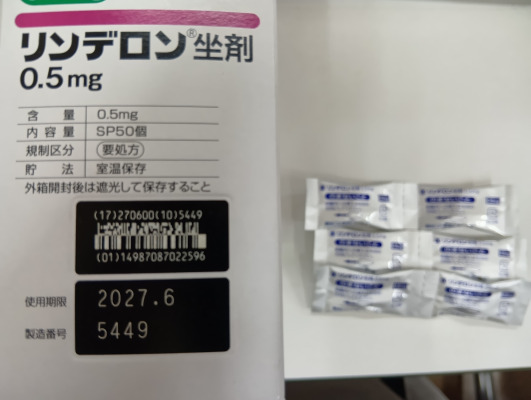 リンデロン®坐剤
0.5mg
含量 0.5mg
内容量 SP50個
規制区分 要処方
貯法 室温保存
外箱開封後は遮光して保存すること
(17)270600(10)5449
(01)14987087022596
使用期限 2027.6
製造番号 5449